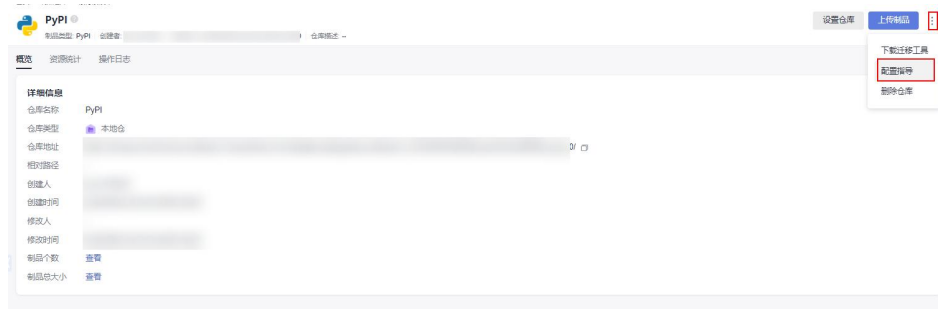 PyPI
制品类型 PyPI 创建者 仓库描述 --
设置仓库 上传制品
下载迁移工具
配置指导
删除仓库
概览 资源统计 操作日志
详细信息
仓库名称 PyPI
仓库类型 本地仓
仓库地址 0/
相对路径
创建人
创建时间
修改人
修改时间
制品个数 查看
制品总大小 查看